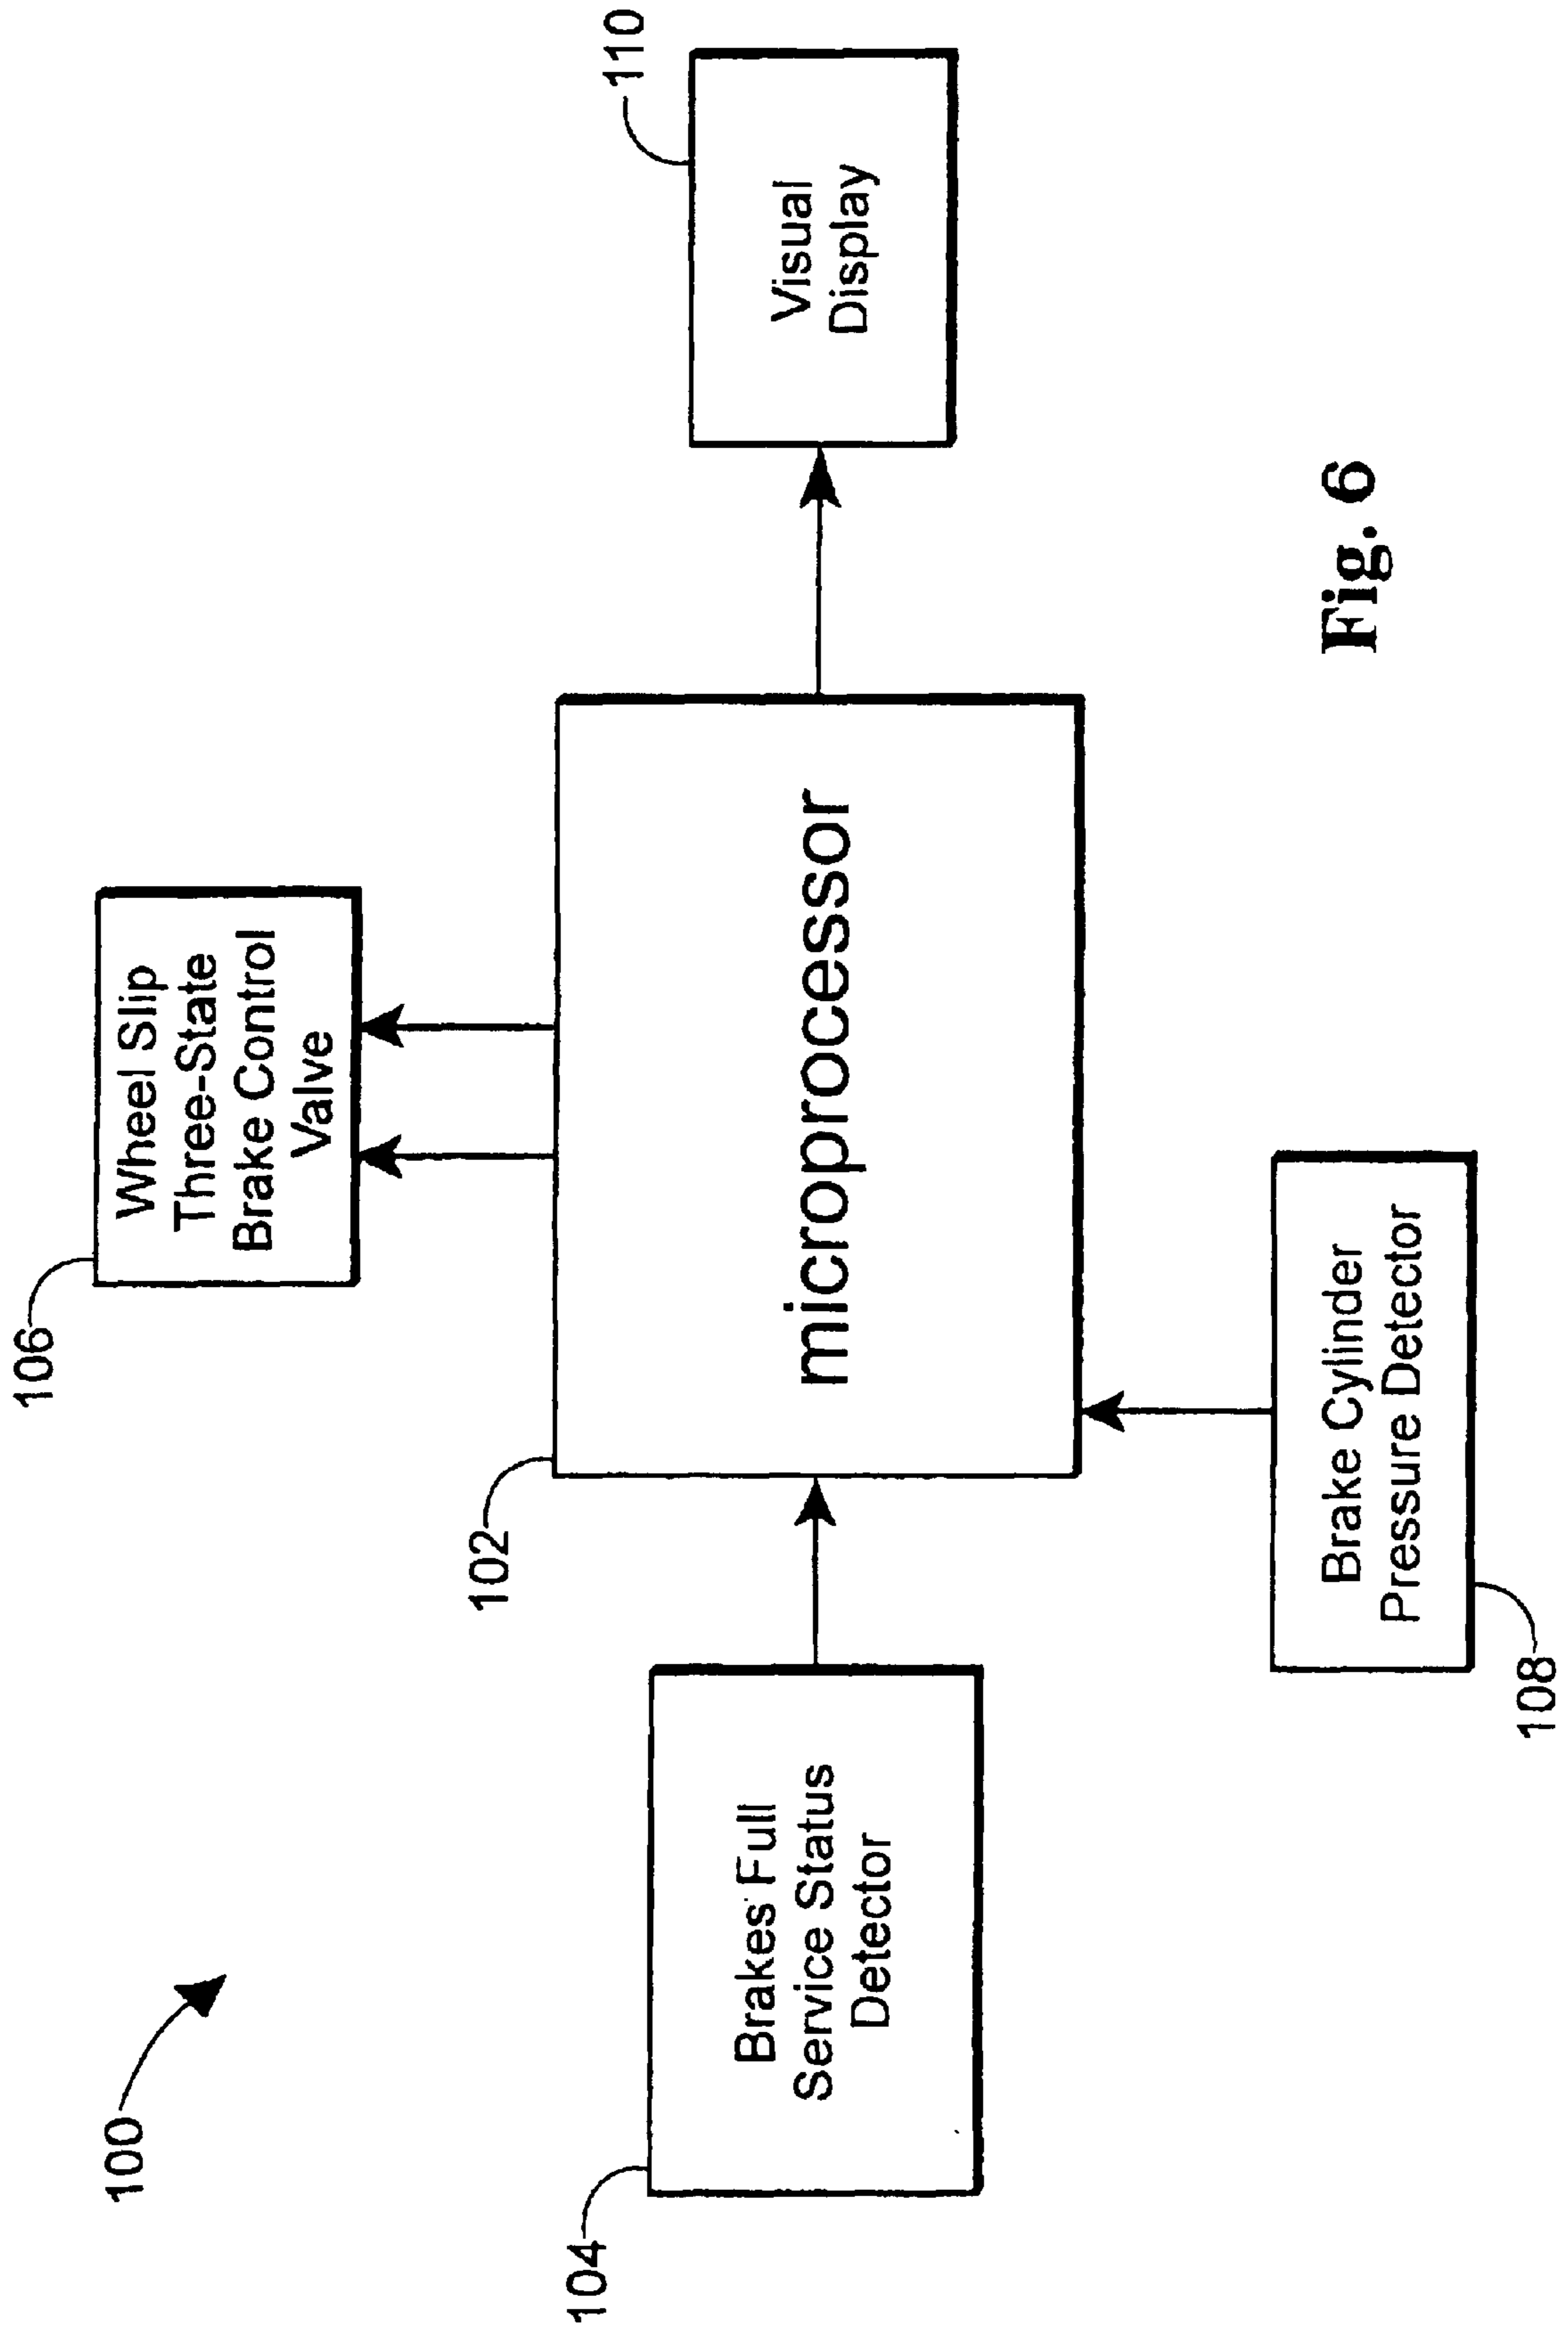 100
106
Wheel Slip
Three-State
Brake Control
Valve
104
Brakes Full
Service Status
Detector
102
microprocessor
110
Visual
Display
108
Brake Cylinder
Pressure Detector
Fig. 6